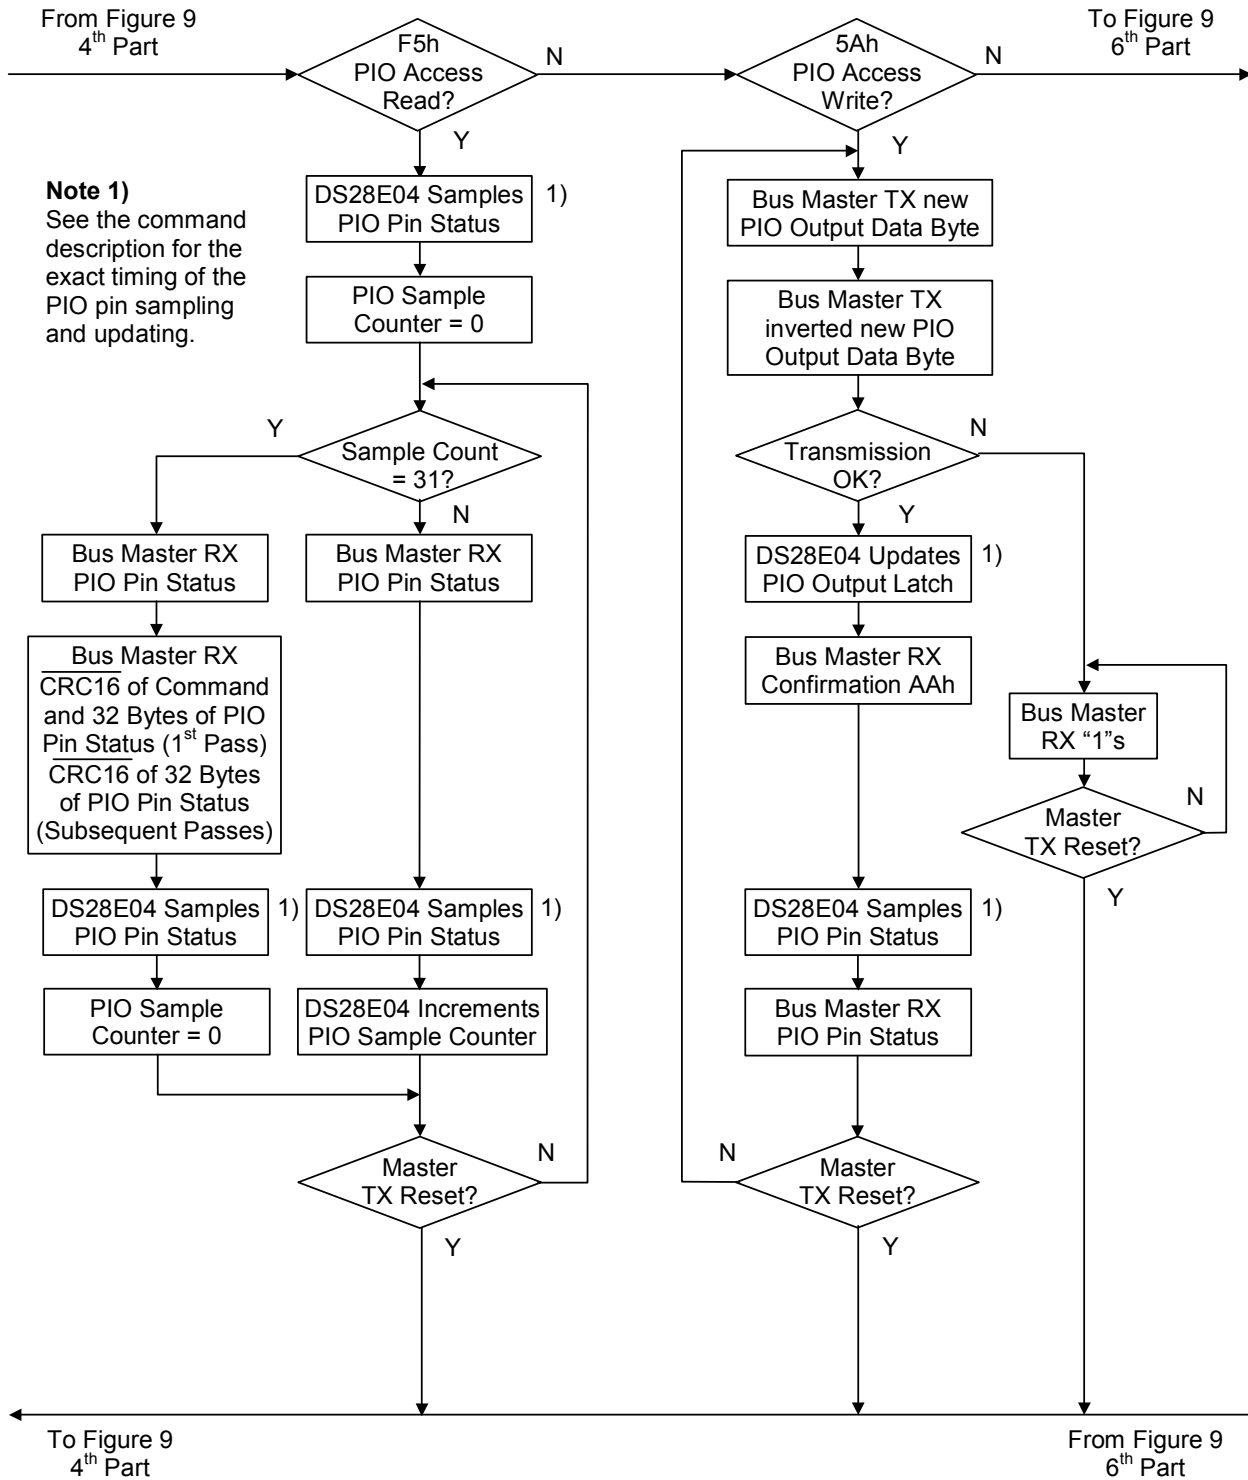 From Figure 9
4th Part
To Figure 9
6th Part
F5h
PIO Access
Read?
N
Y
5Ah
PIO Access
Write?
N
Y
Note 1)
See the command
description for the
exact timing of the
PIO pin sampling
and updating.
DS28E04 Samples
PIO Pin Status
1)
PIO Sample
Counter = 0
Sample Count
= 31?
Y
N
Bus Master RX
PIO Pin Status
Bus Master RX
CRC16 of Command
and 32 Bytes of PIO
Pin Status (1st Pass)
CRC16 of 32 Bytes
of PIO Pin Status
(Subsequent Passes)
DS28E04 Samples
PIO Pin Status
1)
PIO Sample
Counter = 0
Bus Master RX
PIO Pin Status
DS28E04 Samples
PIO Pin Status
1)
DS28E04 Increments
PIO Sample Counter
Master
TX Reset?
N
Y
Bus Master TX new
PIO Output Data Byte
Bus Master TX
inverted new PIO
Output Data Byte
Transmission
OK?
N
Y
DS28E04 Updates
PIO Output Latch
1)
Bus Master RX
Confirmation AAh
DS28E04 Samples
PIO Pin Status
1)
Bus Master RX
PIO Pin Status
Master
TX Reset?
N
Y
Bus Master
RX “1”s
Master
TX Reset?
N
Y
To Figure 9
4th Part
From Figure 9
6th Part